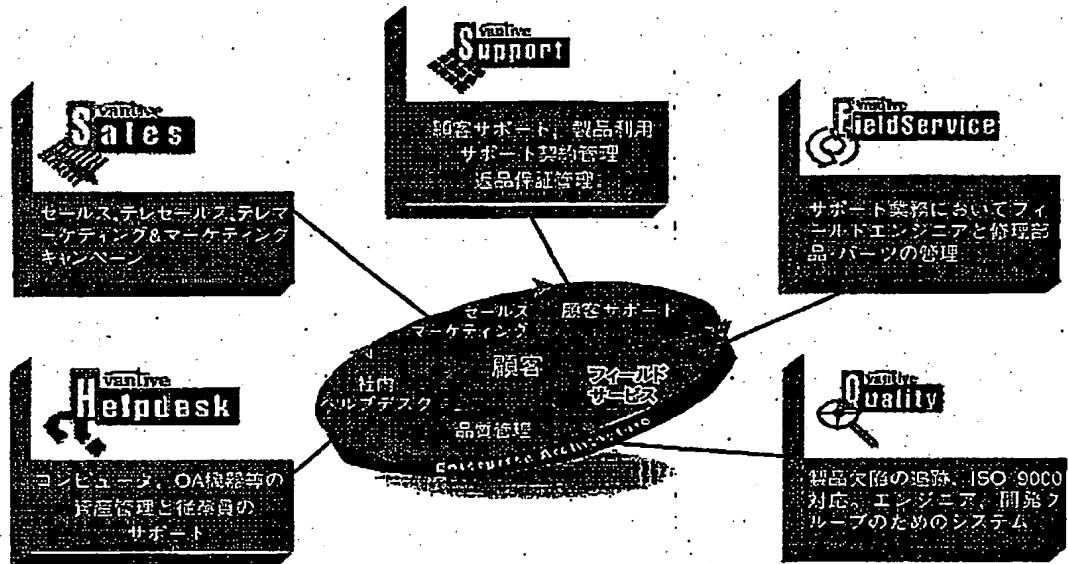 vantive
Support
顧客サポート、製品利用
サポート契約管理
返品保証管理
vantive
Sales
セールス、テレセールス、テレマ
ーケティング&マーケティング
キャンペーン
vantive
FieldService
サポート業務においてフィ
ールドエンジニアと修理部
品・パーツの管理
セールス
マーケティング
顧客サポート
顧客
フィールド
サービス
社内
ヘルプデスク
品質管理
Enterprise Architecture
vantive
Helpdesk
コンピュータ、OA機器等の
資産管理と従業員の
サポート
vantive
Quality
製品欠陥の追跡、ISO 9000
対応、エンジニア、開発グ
ループのためのシステム